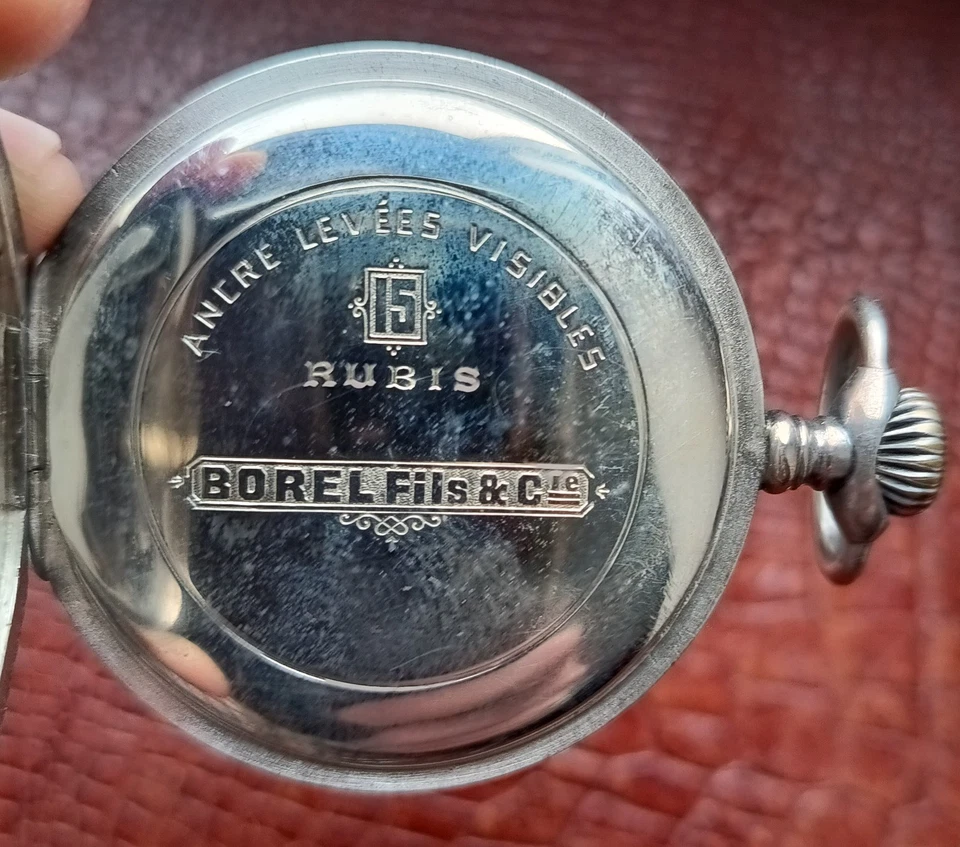 ANCRE LEVÉES VISIBLES
15
RUBIS
BOREL Fils & Cie